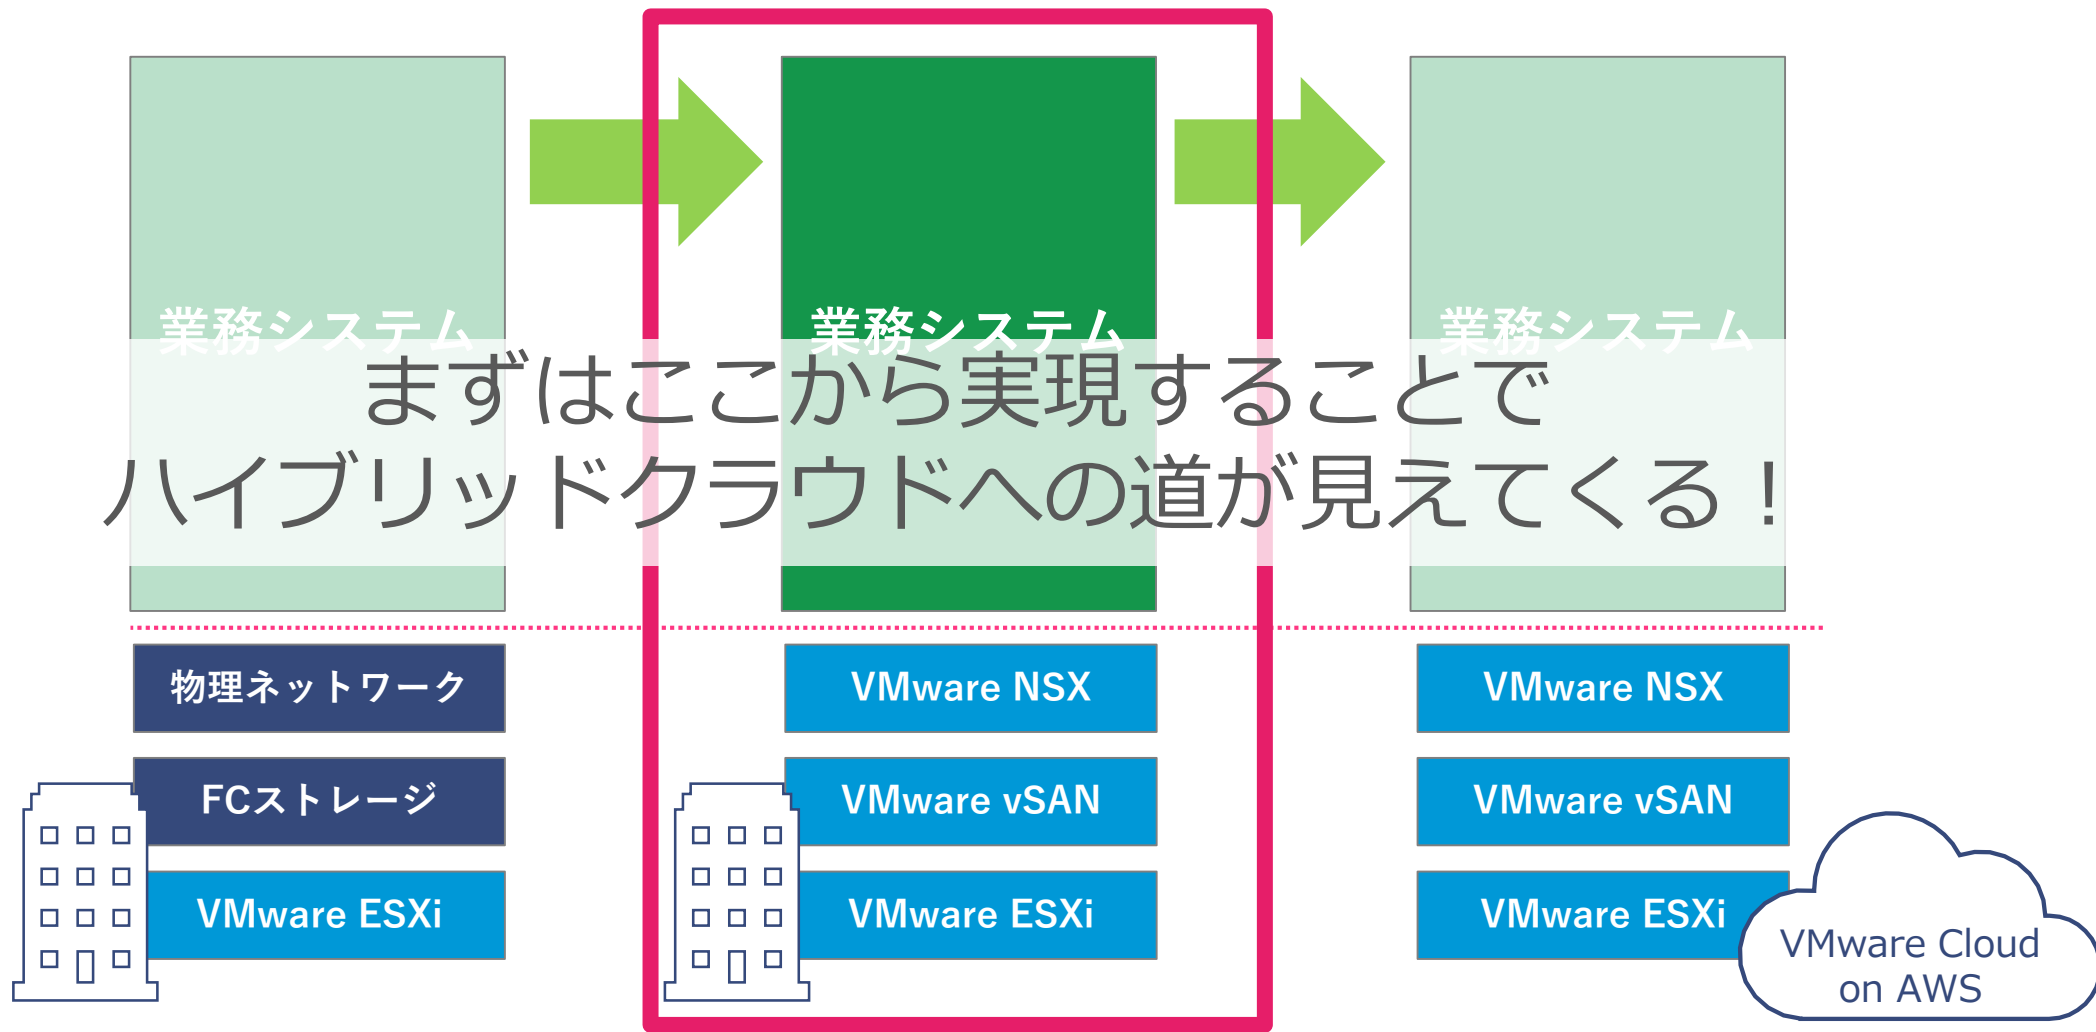 業務システム
業務システム
業務システム
まずはここから実現することで
ハイブリッドクラウドへの道が見えてくる！
物理ネットワーク
VMware NSX
VMware NSX
FCストレージ
VMware vSAN
VMware vSAN
VMware ESXi
VMware ESXi
VMware ESXi
VMware Cloud
on AWS